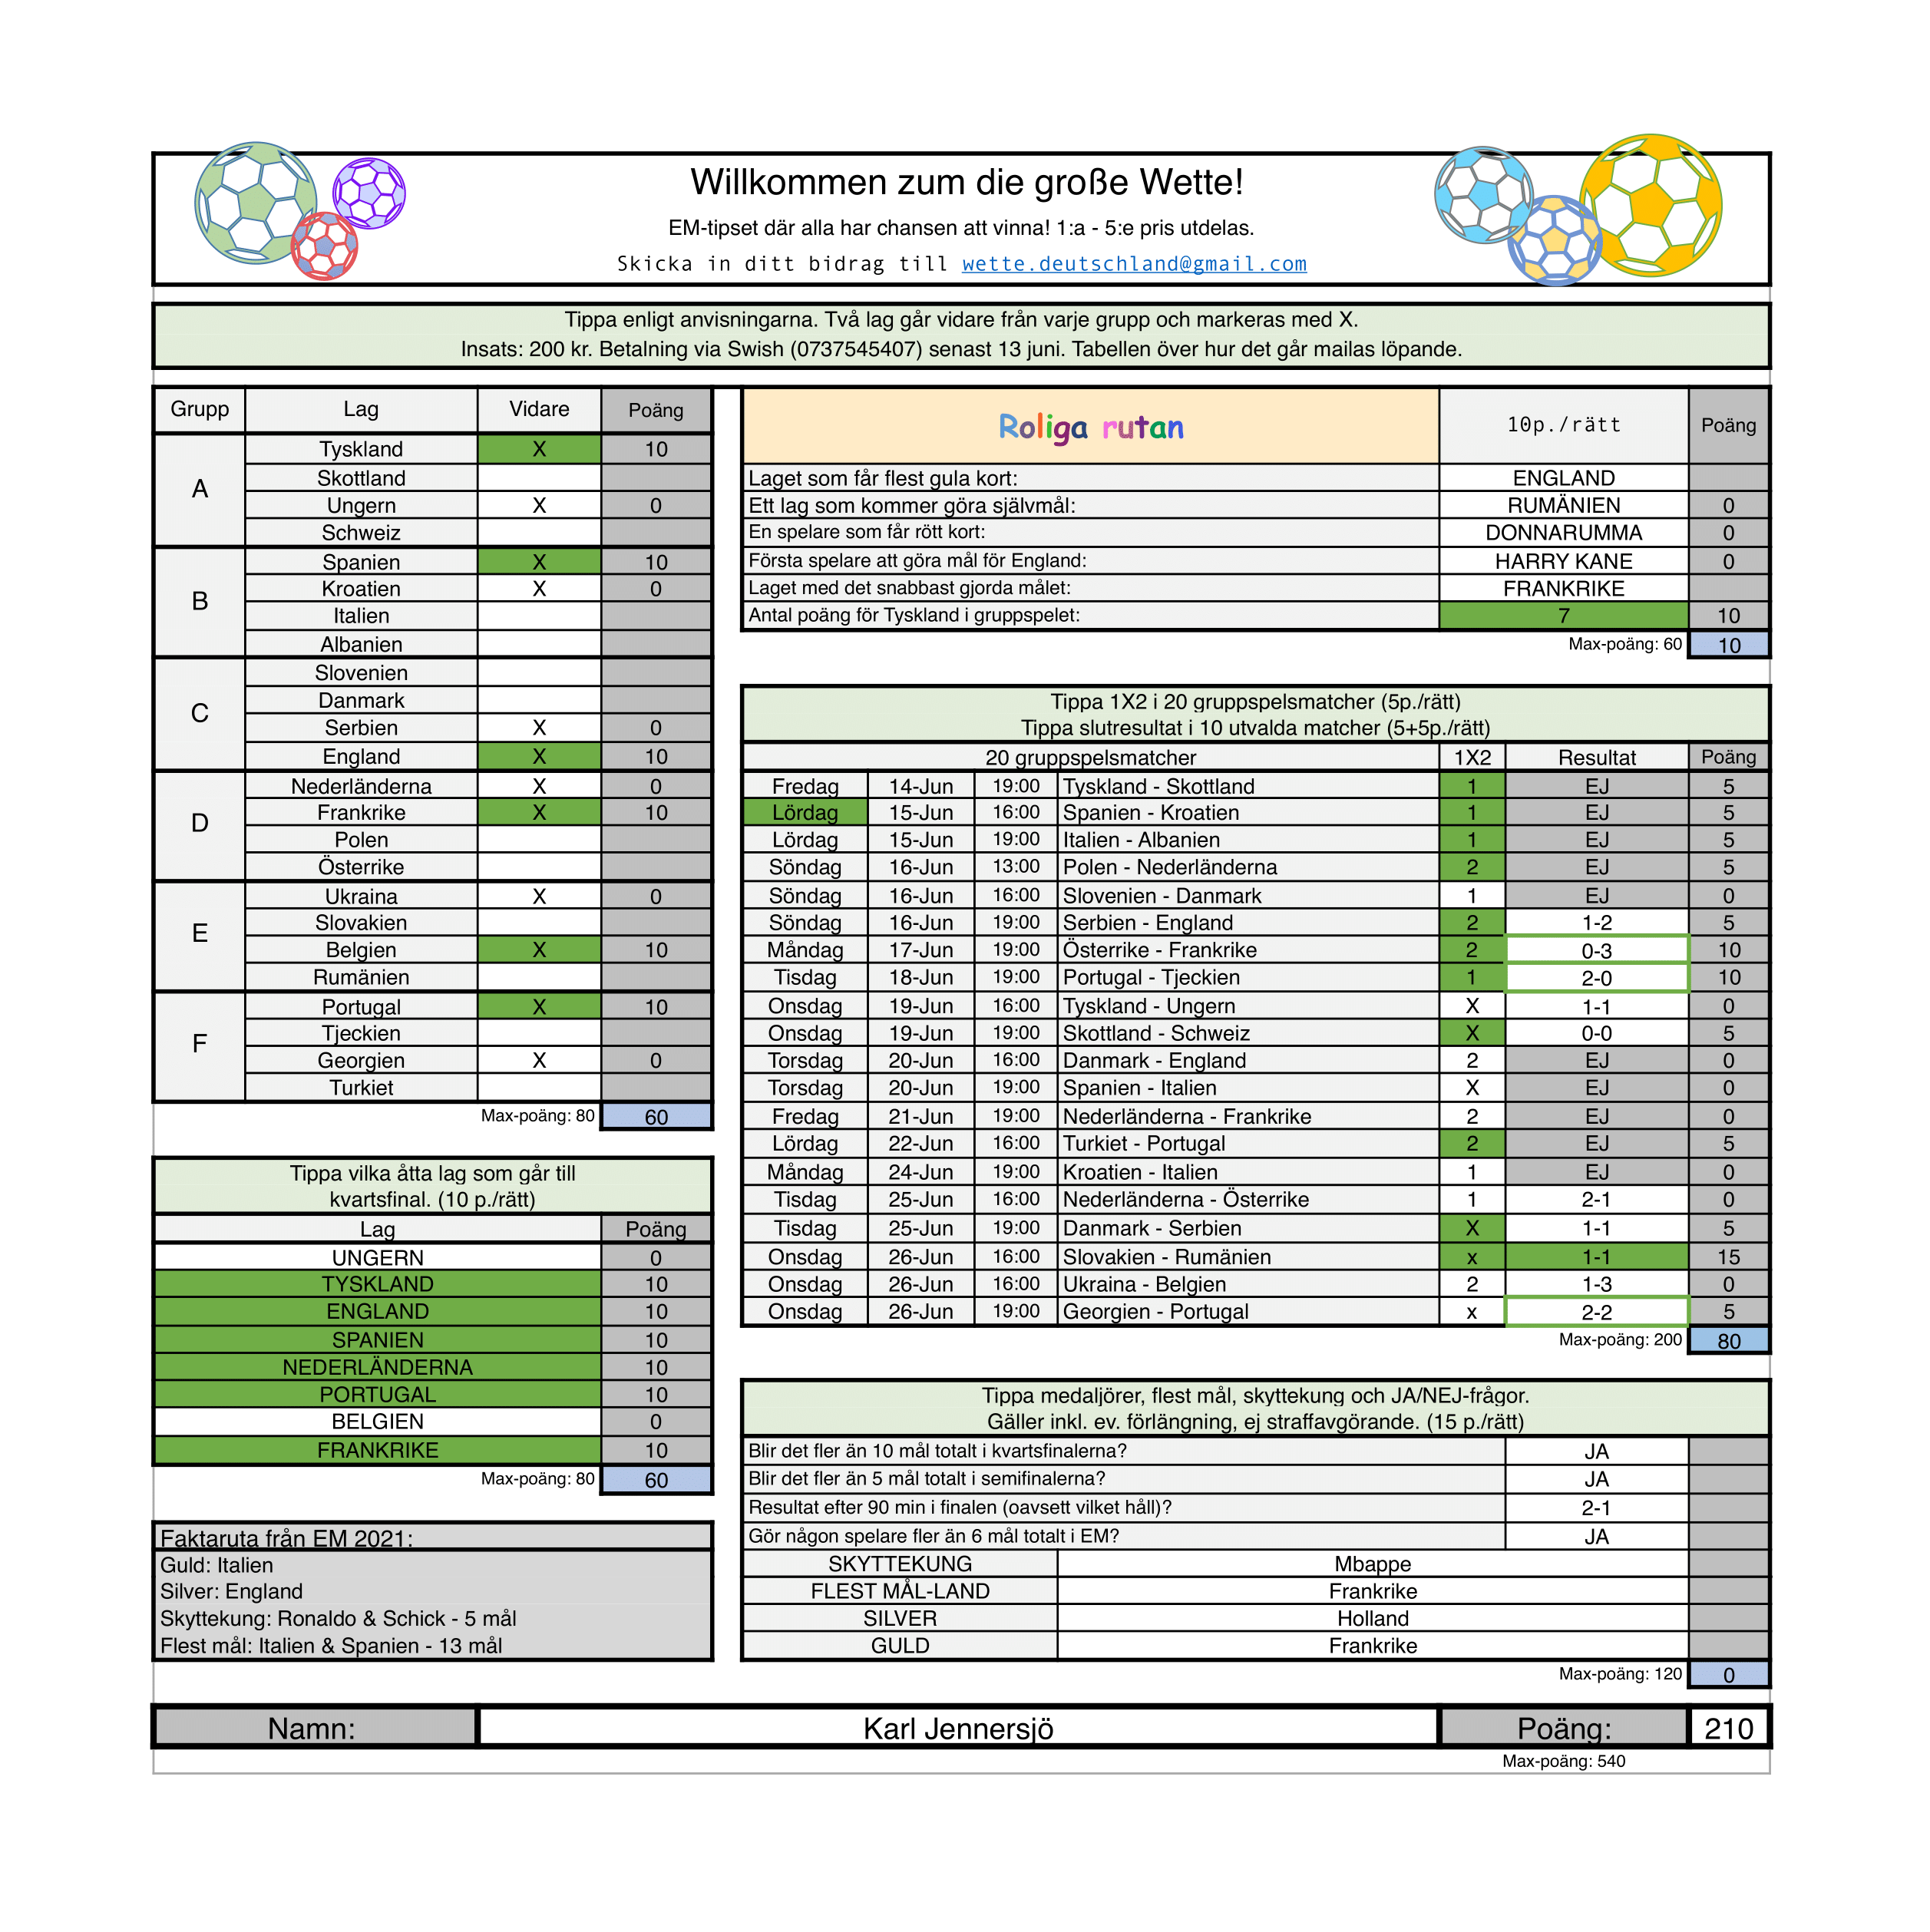 Willkommen zum die große Wette!
EM-tipset där alla har chansen att vinna! 1:a - 5:e pris utdelas.
Skicka in ditt bidrag till wette.deutschland@gmail.com
Tippa enligt anvisningarna. Två lag går vidare från varje grupp och markeras med X.
Insats: 200 kr. Betalning via Swish (0737545407) senast 13 juni. Tabellen över hur det går mailas löpande.
Grupp Lag Vidare Poäng
A
Tyskland X 10
Skottland
Ungern X 0
Schweiz
B
Spanien X 10
Kroatien X 0
Italien
Albanien
C
Slovenien
Danmark
Serbien X 0
England X 10
D
Nederländerna X 0
Frankrike X 10
Polen
Österrike
E
Ukraina X 0
Slovakien
Belgien X 10
Rumänien
F
Portugal X 10
Tjeckien
Georgien X 0
Turkiet
Max-poäng: 80 60
Tippa vilka åtta lag som går till
kvartsfinal. (10 p./rätt)
Lag Poäng
UNGERN 0
TYSKLAND 10
ENGLAND 10
SPANIEN 10
NEDERLÄNDERNA 10
PORTUGAL 10
BELGIEN 0
FRANKRIKE 10
Max-poäng: 80 60
Faktaruta från EM 2021:
Guld: Italien
Silver: England
Skyttekung: Ronaldo & Schick - 5 mål
Flest mål: Italien & Spanien - 13 mål
Roliga rutan 10p./rätt Poäng
Laget som får flest gula kort: ENGLAND
Ett lag som kommer göra självmål: RUMÄNIEN 0
En spelare som får rött kort: DONNARUMMA 0
Första spelare att göra mål för England: HARRY KANE 0
Laget med det snabbast gjorda målet: FRANKRIKE
Antal poäng för Tyskland i gruppspelet: 7 10
Max-poäng: 60 10
Tippa 1X2 i 20 gruppspelsmatcher (5p./rätt)
Tippa slutresultat i 10 utvalda matcher (5+5p./rätt)
20 gruppspelsmatcher 1X2 Resultat Poäng
Fredag 14-Jun 19:00 Tyskland - Skottland 1 EJ 5
Lördag 15-Jun 16:00 Spanien - Kroatien 1 EJ 5
Lördag 15-Jun 19:00 Italien - Albanien 1 EJ 5
Söndag 16-Jun 13:00 Polen - Nederländerna 2 EJ 5
Söndag 16-Jun 16:00 Slovenien - Danmark 1 EJ 0
Söndag 16-Jun 19:00 Serbien - England 2 1-2 5
Måndag 17-Jun 19:00 Österrike - Frankrike 2 0-3 10
Tisdag 18-Jun 19:00 Portugal - Tjeckien 1 2-0 10
Onsdag 19-Jun 16:00 Tyskland - Ungern X 1-1 0
Onsdag 19-Jun 19:00 Skottland - Schweiz X 0-0 5
Torsdag 20-Jun 16:00 Danmark - England 2 EJ 0
Torsdag 20-Jun 19:00 Spanien - Italien X EJ 0
Fredag 21-Jun 19:00 Nederländerna - Frankrike 2 EJ 0
Lördag 22-Jun 16:00 Turkiet - Portugal 2 EJ 5
Måndag 24-Jun 19:00 Kroatien - Italien 1 EJ 0
Tisdag 25-Jun 16:00 Nederländerna - Österrike 1 2-1 0
Tisdag 25-Jun 19:00 Danmark - Serbien X 1-1 5
Onsdag 26-Jun 16:00 Slovakien - Rumänien x 1-1 15
Onsdag 26-Jun 16:00 Ukraina - Belgien 2 1-3 0
Onsdag 26-Jun 19:00 Georgien - Portugal x 2-2 5
Max-poäng: 200 80
Tippa medaljörer, flest mål, skyttekung och JA/NEJ-frågor.
Gäller inkl. ev. förlängning, ej straffavgörande. (15 p./rätt)
Blir det fler än 10 mål totalt i kvartsfinalerna? JA
Blir det fler än 5 mål totalt i semifinalerna? JA
Resultat efter 90 min i finalen (oavsett vilket håll)? 2-1
Gör någon spelare fler än 6 mål totalt i EM? JA
SKYTTEKUNG Mbappe
FLEST MÅL-LAND Frankrike
SILVER Holland
GULD Frankrike
Max-poäng: 120 0
Namn: Karl Jennersjö Poäng: 210
Max-poäng: 540